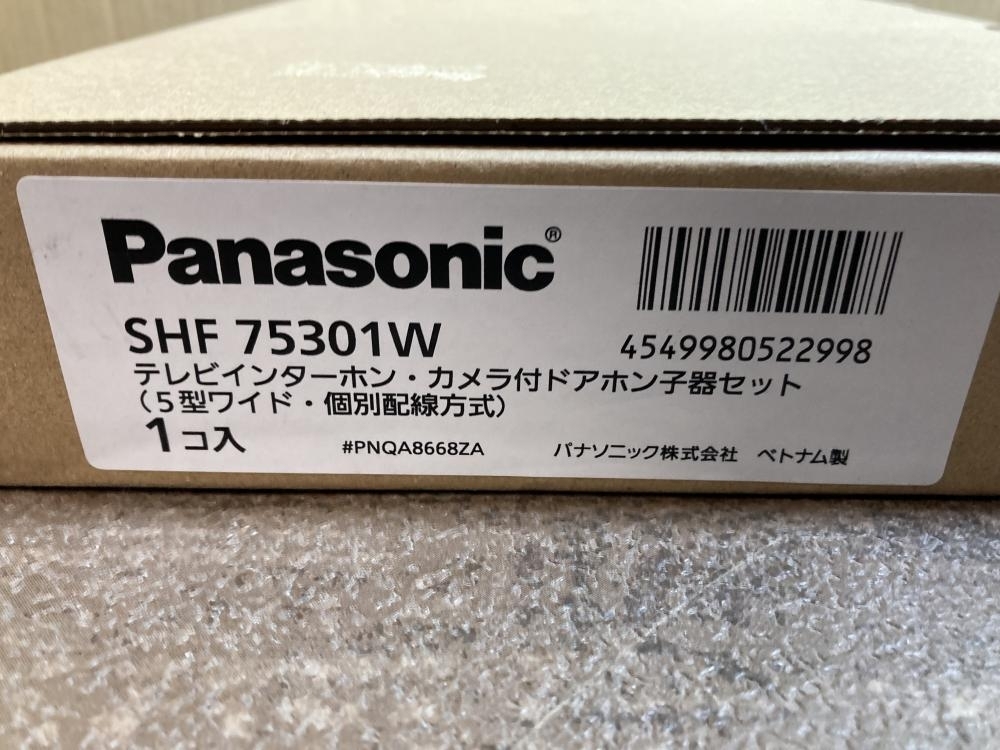 Panasonic®
SHF 75301W
4549980522998
テレビインターホン・カメラ付ドアホン子器セット
(5型ワイド・個別配線方式)
1コ入
#PNQA8668ZA
パナソニック株式会社 ベトナム製